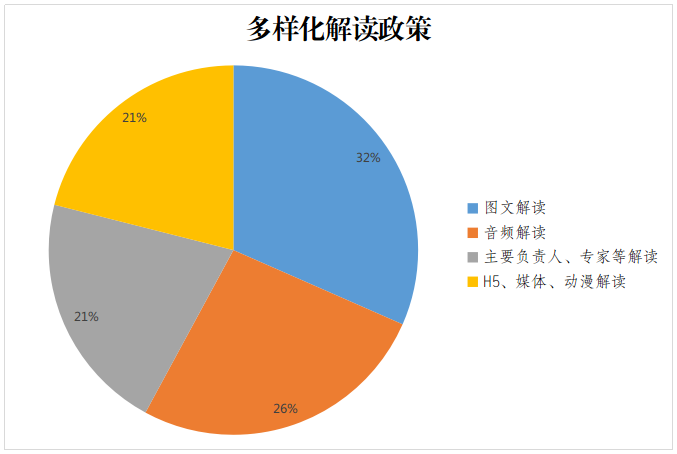 多样化解读政策
21%
32%
21%
26%
图文解读
音频解读
主要负责人、专家等解读
H5、媒体、动漫解读